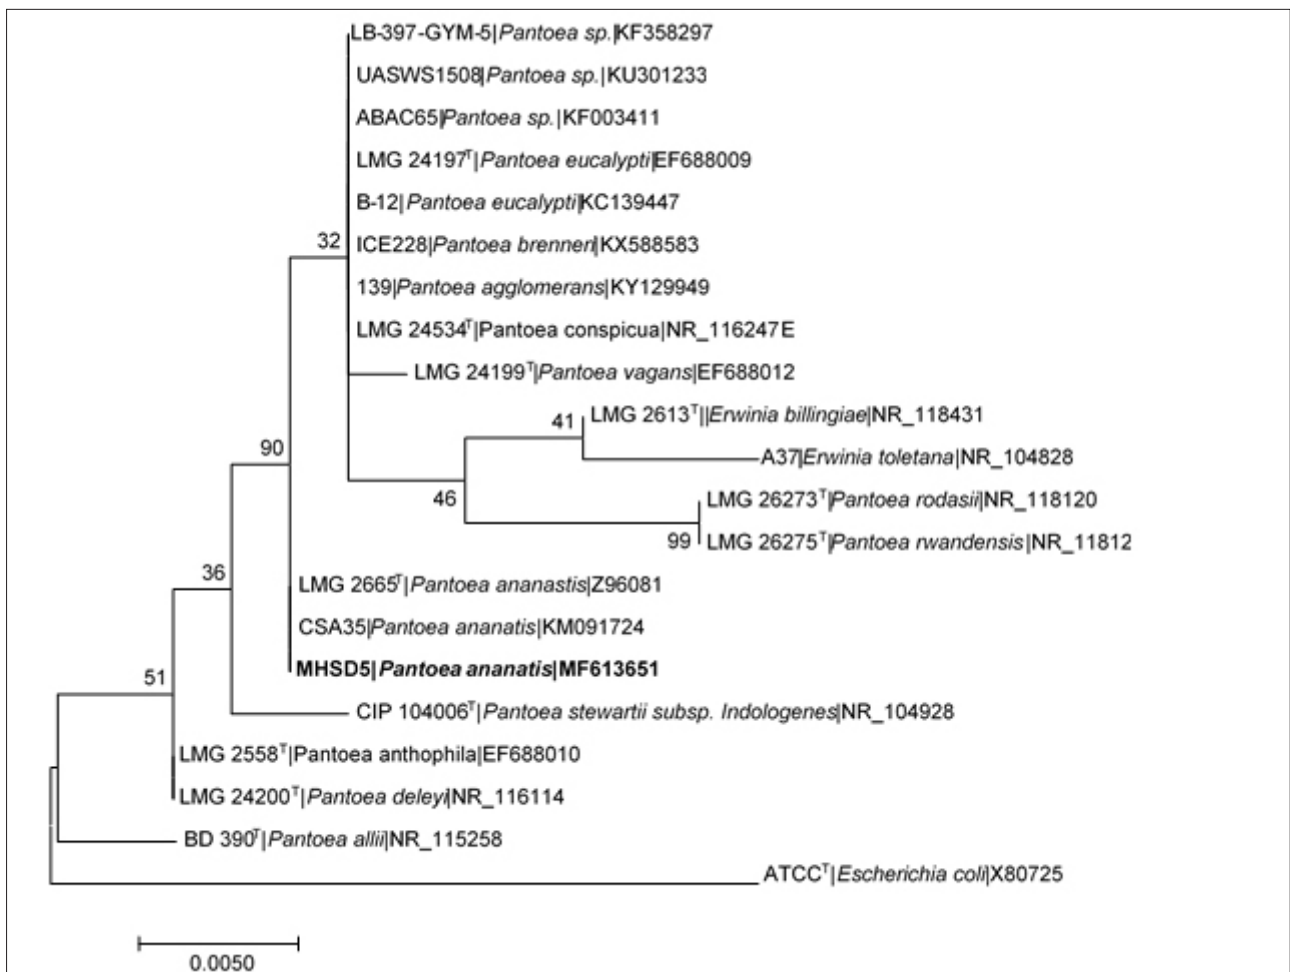 LB-397-GYM-5|Pantoea sp.|KF358297
UASWS1508|Pantoea sp.|KU301233
ABAC65|Pantoea sp.|KF003411
LMG 24197ᵀ|Pantoea eucalypti|EF688009
B-12|Pantoea eucalypti|KC139447
32
ICE228|Pantoea brenneri|KX588583
139|Pantoea agglomerans|KY129949
LMG 24534ᵀ|Pantoea conspicua|NR_116247E
LMG 24199ᵀ|Pantoea vagans|EF688012
41
LMG 2613ᵀ||Erwinia billingiae|NR_118431
90
A37|Erwinia toletana|NR_104828
46
LMG 26273ᵀ|Pantoea rodasii|NR_118120
99
LMG 26275ᵀ|Pantoea rwandensis|NR_11812
36
LMG 2665ᵀ|Pantoea ananastis|Z96081
CSA35|Pantoea ananatis|KM091724
MHSD5|Pantoea ananatis|MF613651
51
CIP 104006ᵀ|Pantoea stewartii subsp. Indologenes|NR_104928
LMG 2558ᵀ|Pantoea anthophila|EF688010
LMG 24200ᵀ|Pantoea deleyi|NR_116114
BD 390ᵀ|Pantoea allii|NR_115258
ATCCᵀ|Escherichia coli|X80725
0.0050